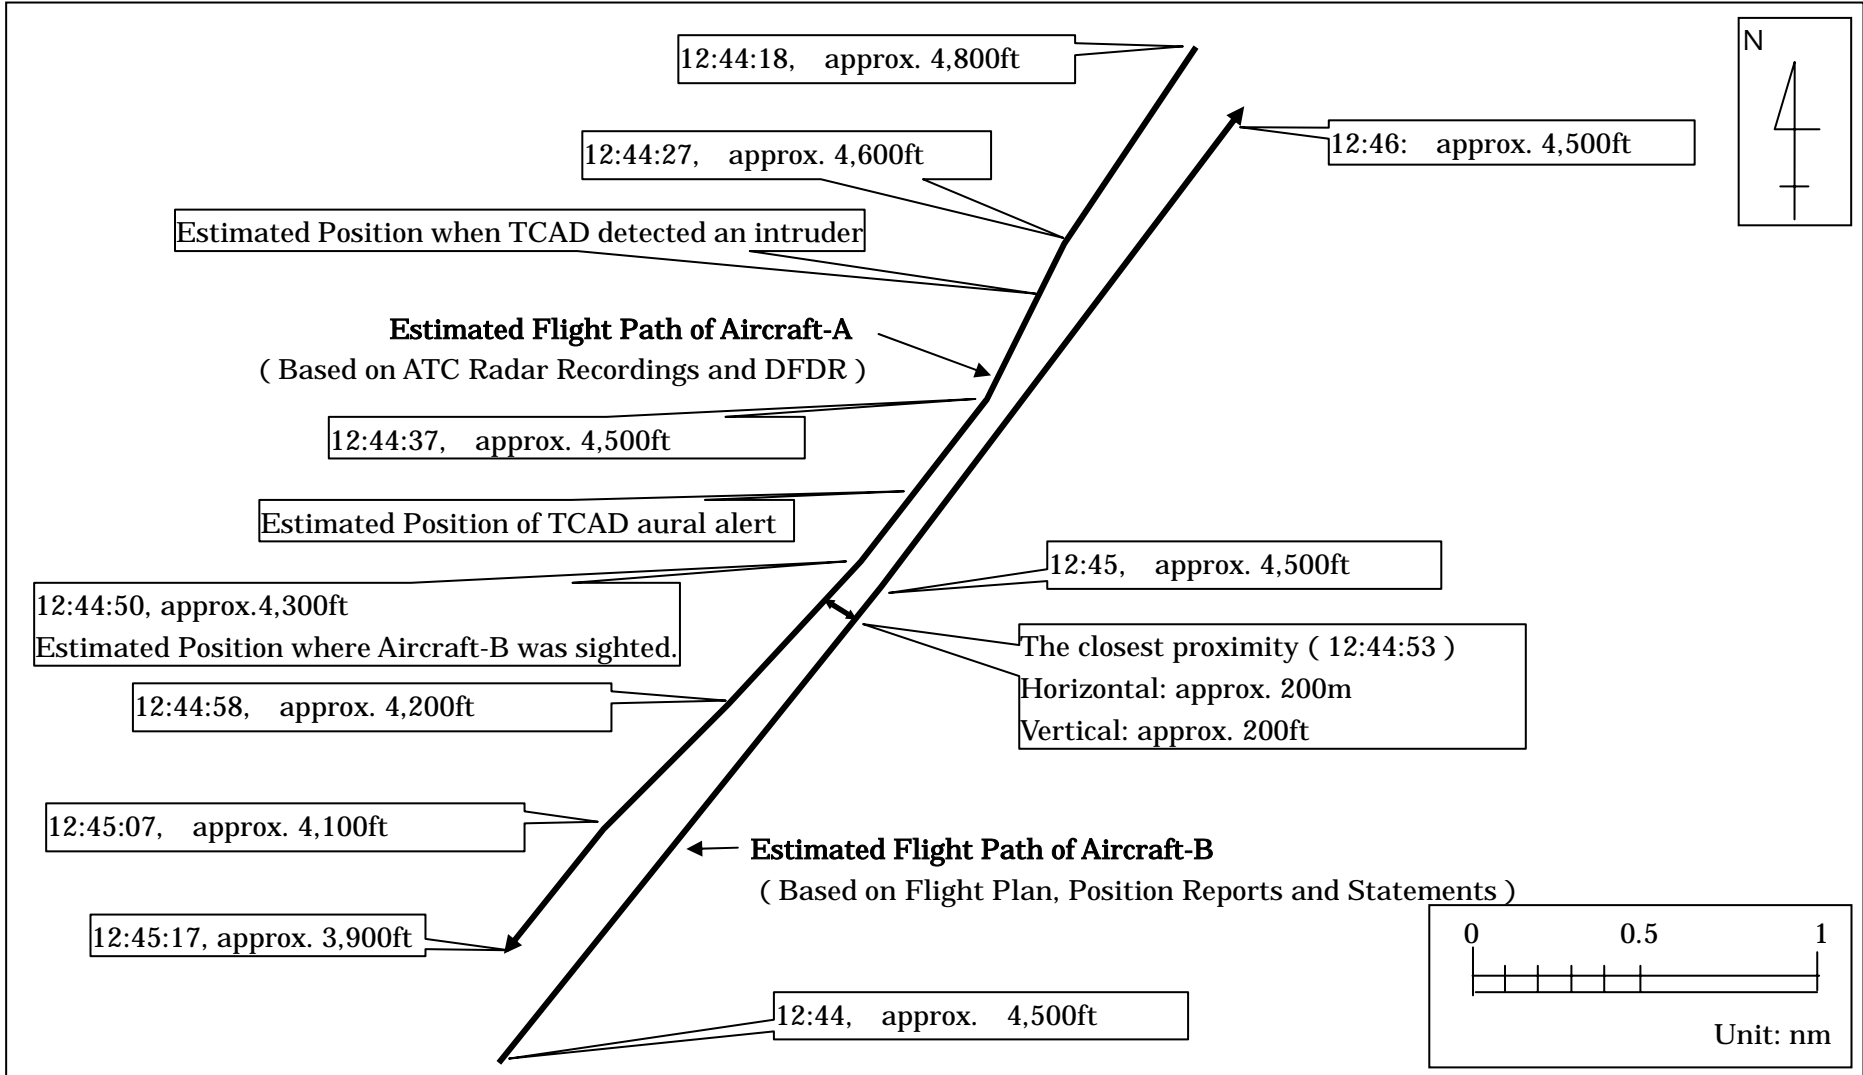 12:44:18, approx. 4,800ft
N
12:44:27, approx. 4,600ft
12:46: approx. 4,500ft
Estimated Position when TCAD detected an intruder
Estimated Flight Path of Aircraft-A
( Based on ATC Radar Recordings and DFDR )
12:44:37, approx. 4,500ft
Estimated Position of TCAD aural alert
12:45, approx. 4,500ft
12:44:50, approx.4,300ft
Estimated Position where Aircraft-B was sighted.
The closest proximity ( 12:44:53 )
Horizontal: approx. 200m
Vertical: approx. 200ft
12:44:58, approx. 4,200ft
12:45:07, approx. 4,100ft
Estimated Flight Path of Aircraft-B
( Based on Flight Plan, Position Reports and Statements )
12:45:17, approx. 3,900ft
12:44, approx. 4,500ft
0 0.5 1
Unit: nm